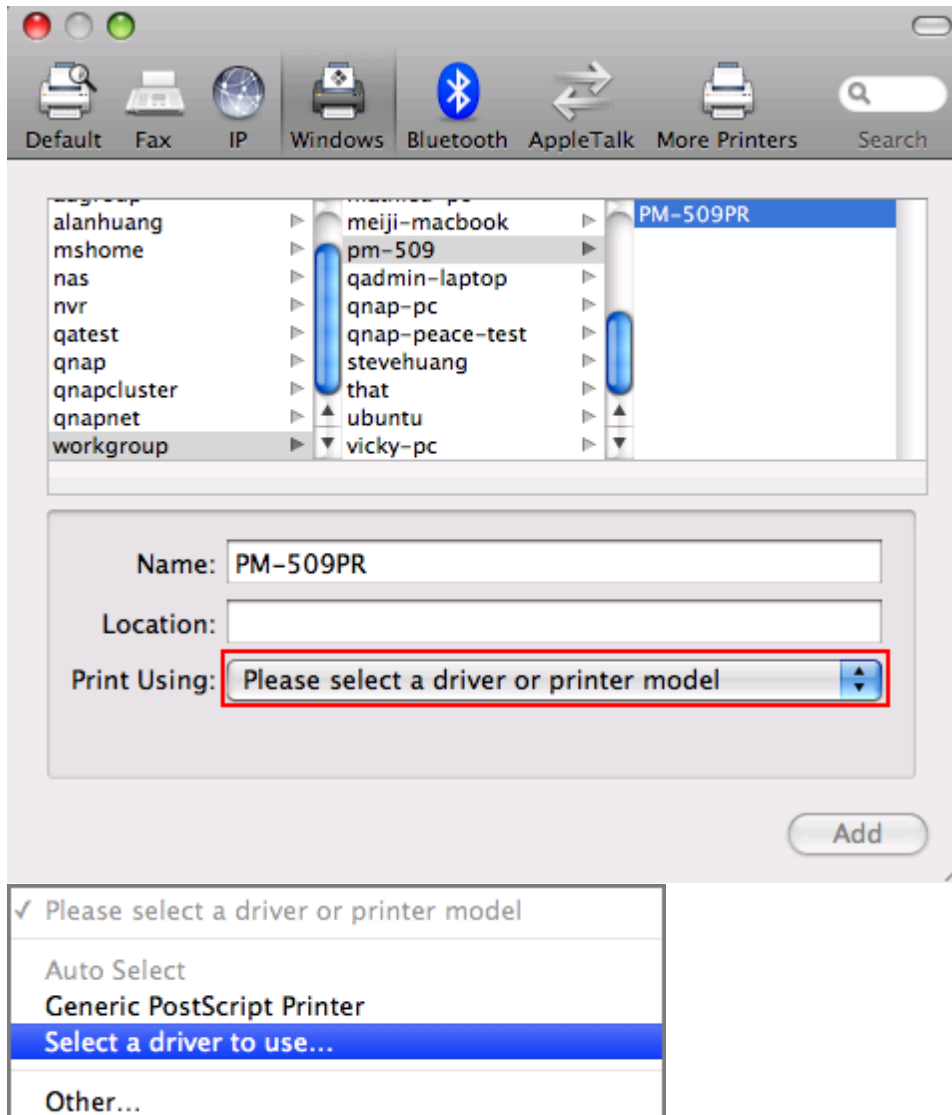 Default Fax IP Windows Bluetooth AppleTalk More Printers Search
alanhuang
mshome
nas
nvr
qatest
qnap
qnapcluster
qnapnet
workgroup
meiji-macbook
pm-509
qadmin-laptop
qnap-pc
qnap-peace-test
stevehuang
that
ubuntu
vicky-pc
PM-509PR
Name: PM-509PR
Location:
Print Using: Please select a driver or printer model
Add
✓ Please select a driver or printer model
Auto Select
Generic PostScript Printer
Select a driver to use...
Other...